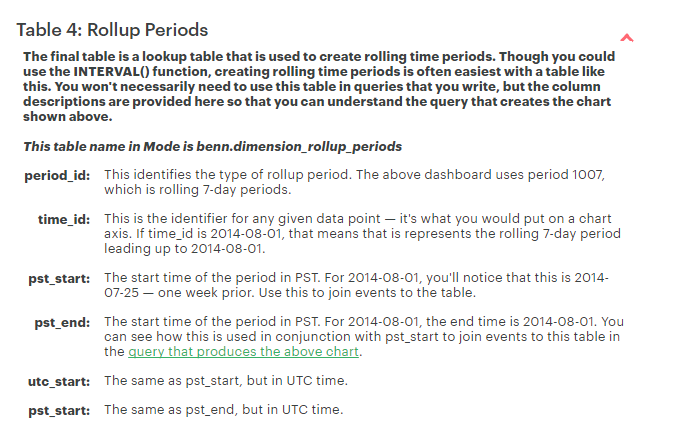 Table 4: Rollup Periods
The final table is a lookup table that is used to create rolling time periods. Though you could
use the INTERVAL() function, creating rolling time periods is often easiest with a table like
this. You won't necessarily need to use this table in queries that you write, but the column
descriptions are provided here so that you can understand the query that creates the chart
shown above.
This table name in Mode is benn.dimension_rollup_periods
period_id: This identifies the type of rollup period. The above dashboard uses period 1007,
which is rolling 7-day periods.
time_id: This is the identifier for any given data point — it's what you would put on a chart
axis. If time_id is 2014-08-01, that means that is represents the rolling 7-day period
leading up to 2014-08-01.
pst_start: The start time of the period in PST. For 2014-08-01, you'll notice that this is 2014-
07-25 — one week prior. Use this to join events to the table.
pst_end: The start time of the period in PST. For 2014-08-01, the end time is 2014-08-01. You
can see how this is used in conjunction with pst_start to join events to this table in
the query that produces the above chart.
utc_start: The same as pst_start, but in UTC time.
pst_start: The same as pst_end, but in UTC time.